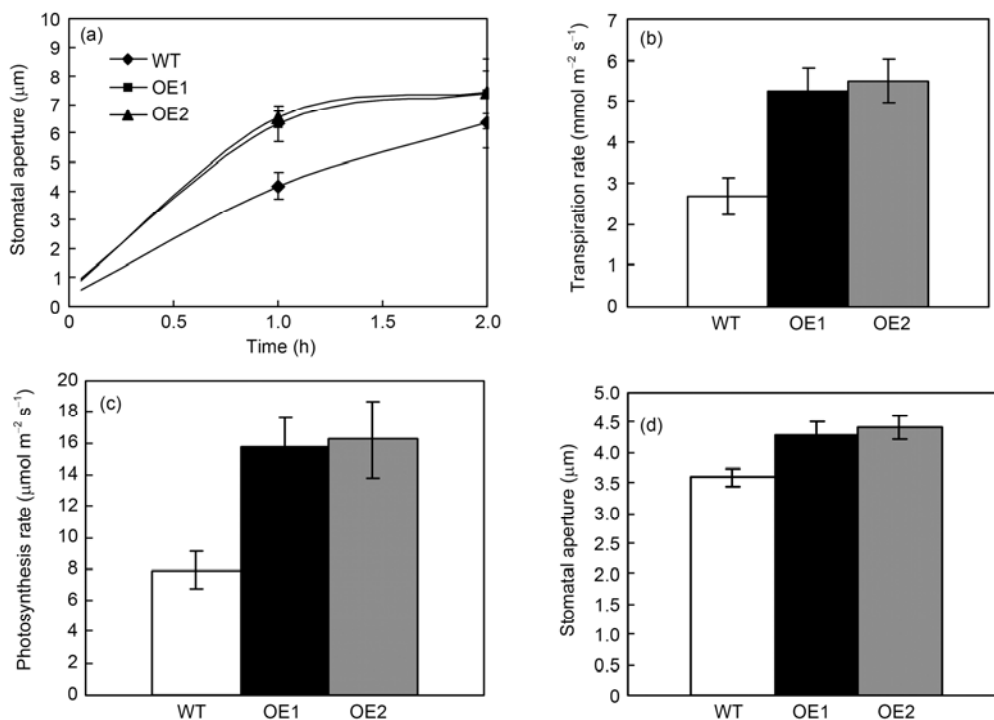 (a)
Stomatal aperture (μm)
10
9
8
7
6
5
4
3
2
1
0
WT
OE1
OE2
0
0.5
1.0
1.5
2.0
Time (h)
(b)
Transpiration rate (mmol m⁻² s⁻¹)
7
6
5
4
3
2
1
0
WT
OE1
OE2
(c)
Photosynthesis rate (μmol m⁻² s⁻¹)
20
18
16
14
12
10
8
6
4
2
0
WT
OE1
OE2
(d)
Stomatal aperture (μm)
5.0
4.5
4.0
3.5
3.0
2.5
2.0
1.5
1.0
0.5
0
WT
OE1
OE2